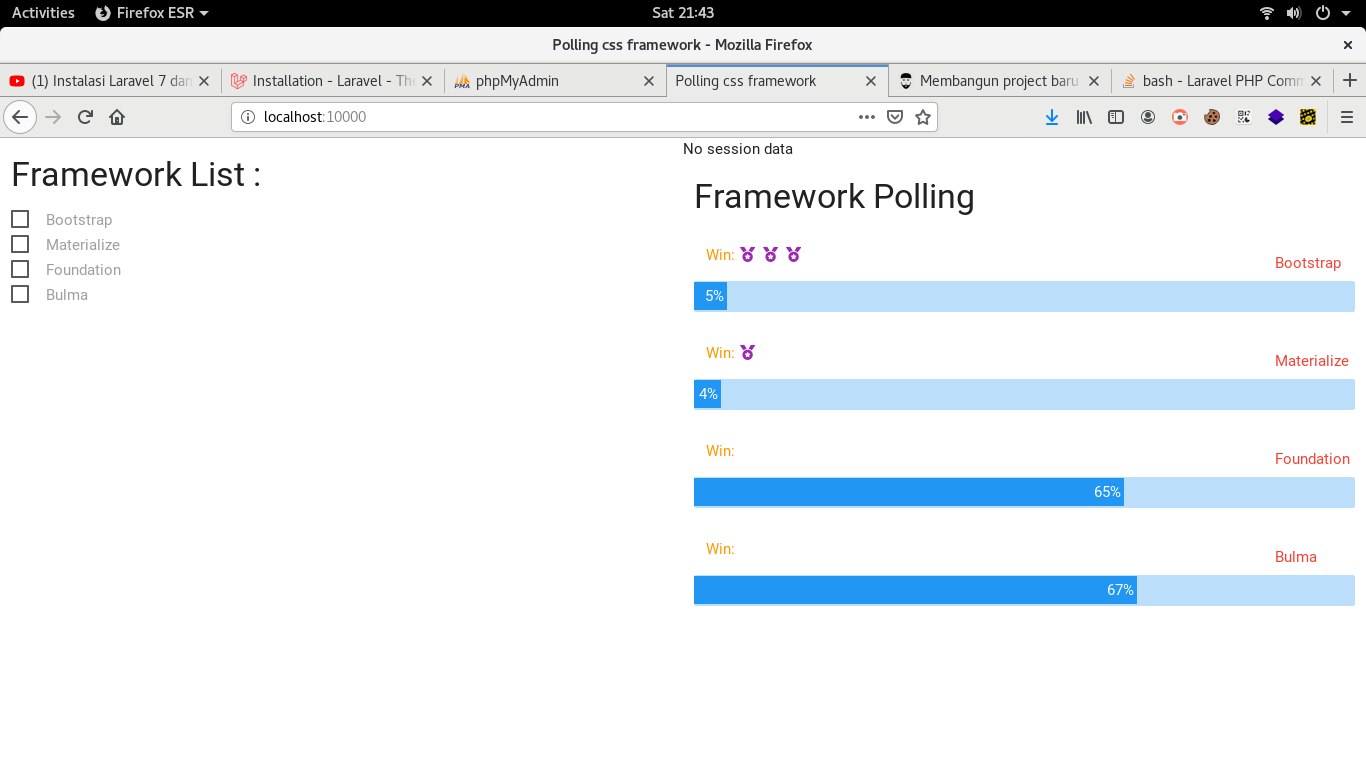 Activities Firefox ESR Sat 21:43
Polling css framework - Mozilla Firefox
(1) Instalasi Laravel 7 dan Installation - Laravel - The phpMyAdmin Polling css framework Membangun project baru bash - Laravel PHP Comm
localhost:10000
No session data
Framework List :
Bootstrap
Materialize
Foundation
Bulma
Framework Polling
Win:
Bootstrap
5%
Win:
Materialize
4%
Win:
Foundation
65%
Win:
Bulma
67%